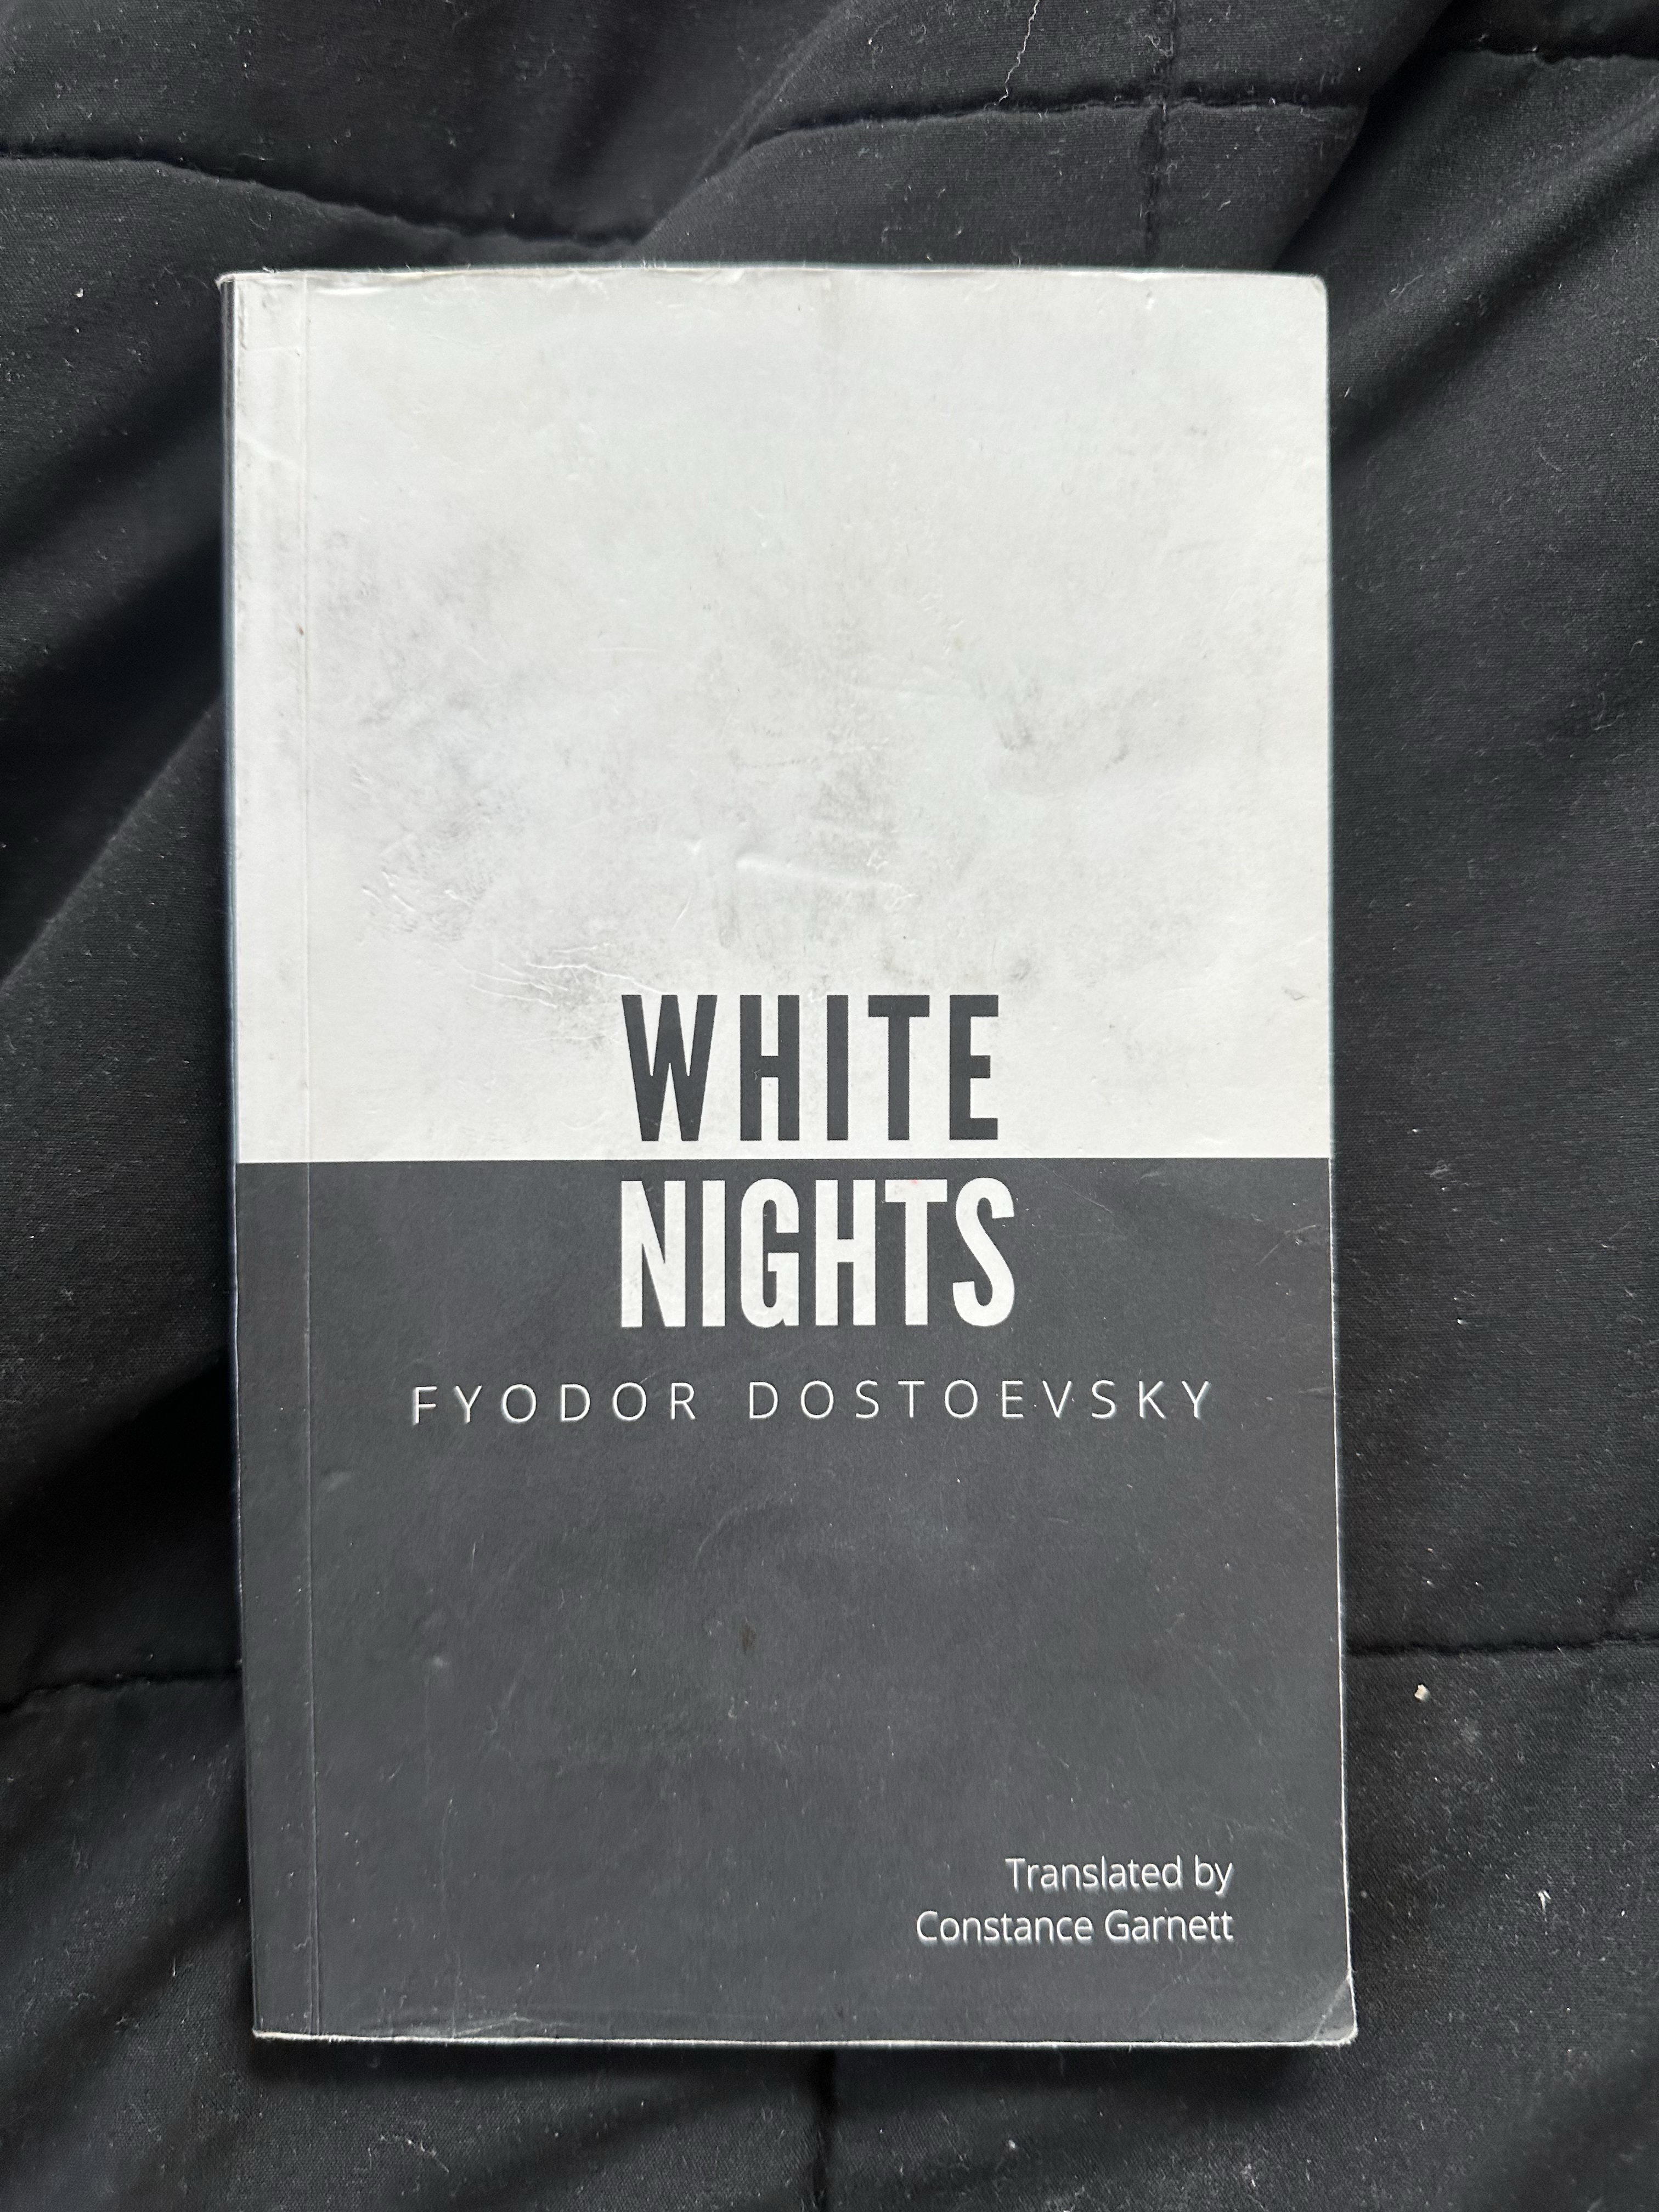 WHITE
NIGHTS
FYODOR DOSTOEVSKY
Translated by
Constance Garnett